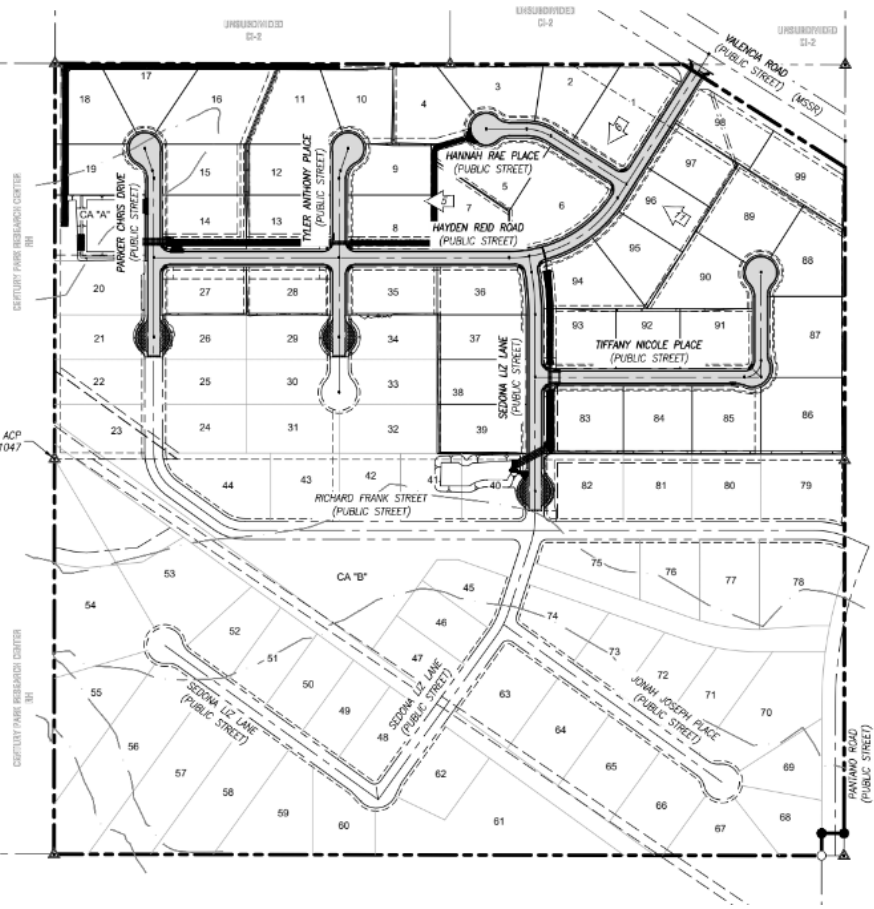 UNSUBDIVIDED
CI-2
UNSUBDIVIDED
CI-2
UNSUBDIVIDED
CI-2
VALENCIA ROAD
(PUBLIC STREET)
(MSSR)
17
18
16
11
10
4
3
2
1
98
97
99
19
15
12
9
HANNAH RAE PLACE
(PUBLIC STREET)
5
7
6
96
95
89
88
CENTURY PARK RESEARCH CENTER
RH
CA "A"
PARKER CHRIS DRIVE
(PUBLIC STREET)
TYLER ANTHONY PLACE
(PUBLIC STREET)
14
13
8
HAYDEN REID ROAD
(PUBLIC STREET)
20
27
28
35
36
94
90
21
26
29
34
37
93
92
91
87
TIFFANY NICOLE PLACE
(PUBLIC STREET)
SEDONA LIZ LANE
(PUBLIC STREET)
22
25
30
33
38
23
24
31
32
39
83
84
85
86
ACP
1047
44
43
42
41
40
82
81
80
79
RICHARD FRANK STREET
(PUBLIC STREET)
53
CA "B"
45
75
76
77
78
54
52
46
74
51
47
73
72
71
70
CENTURY PARK RESEARCH CENTER
RH
55
SEDONA LIZ LANE
(PUBLIC STREET)
50
49
48
SEDONA LIZ LANE
(PUBLIC STREET)
63
64
JONAH JOSEPH PLACE
(PUBLIC STREET)
56
57
58
59
60
62
61
65
66
67
68
69
PANTANO ROAD
(PUBLIC STREET)